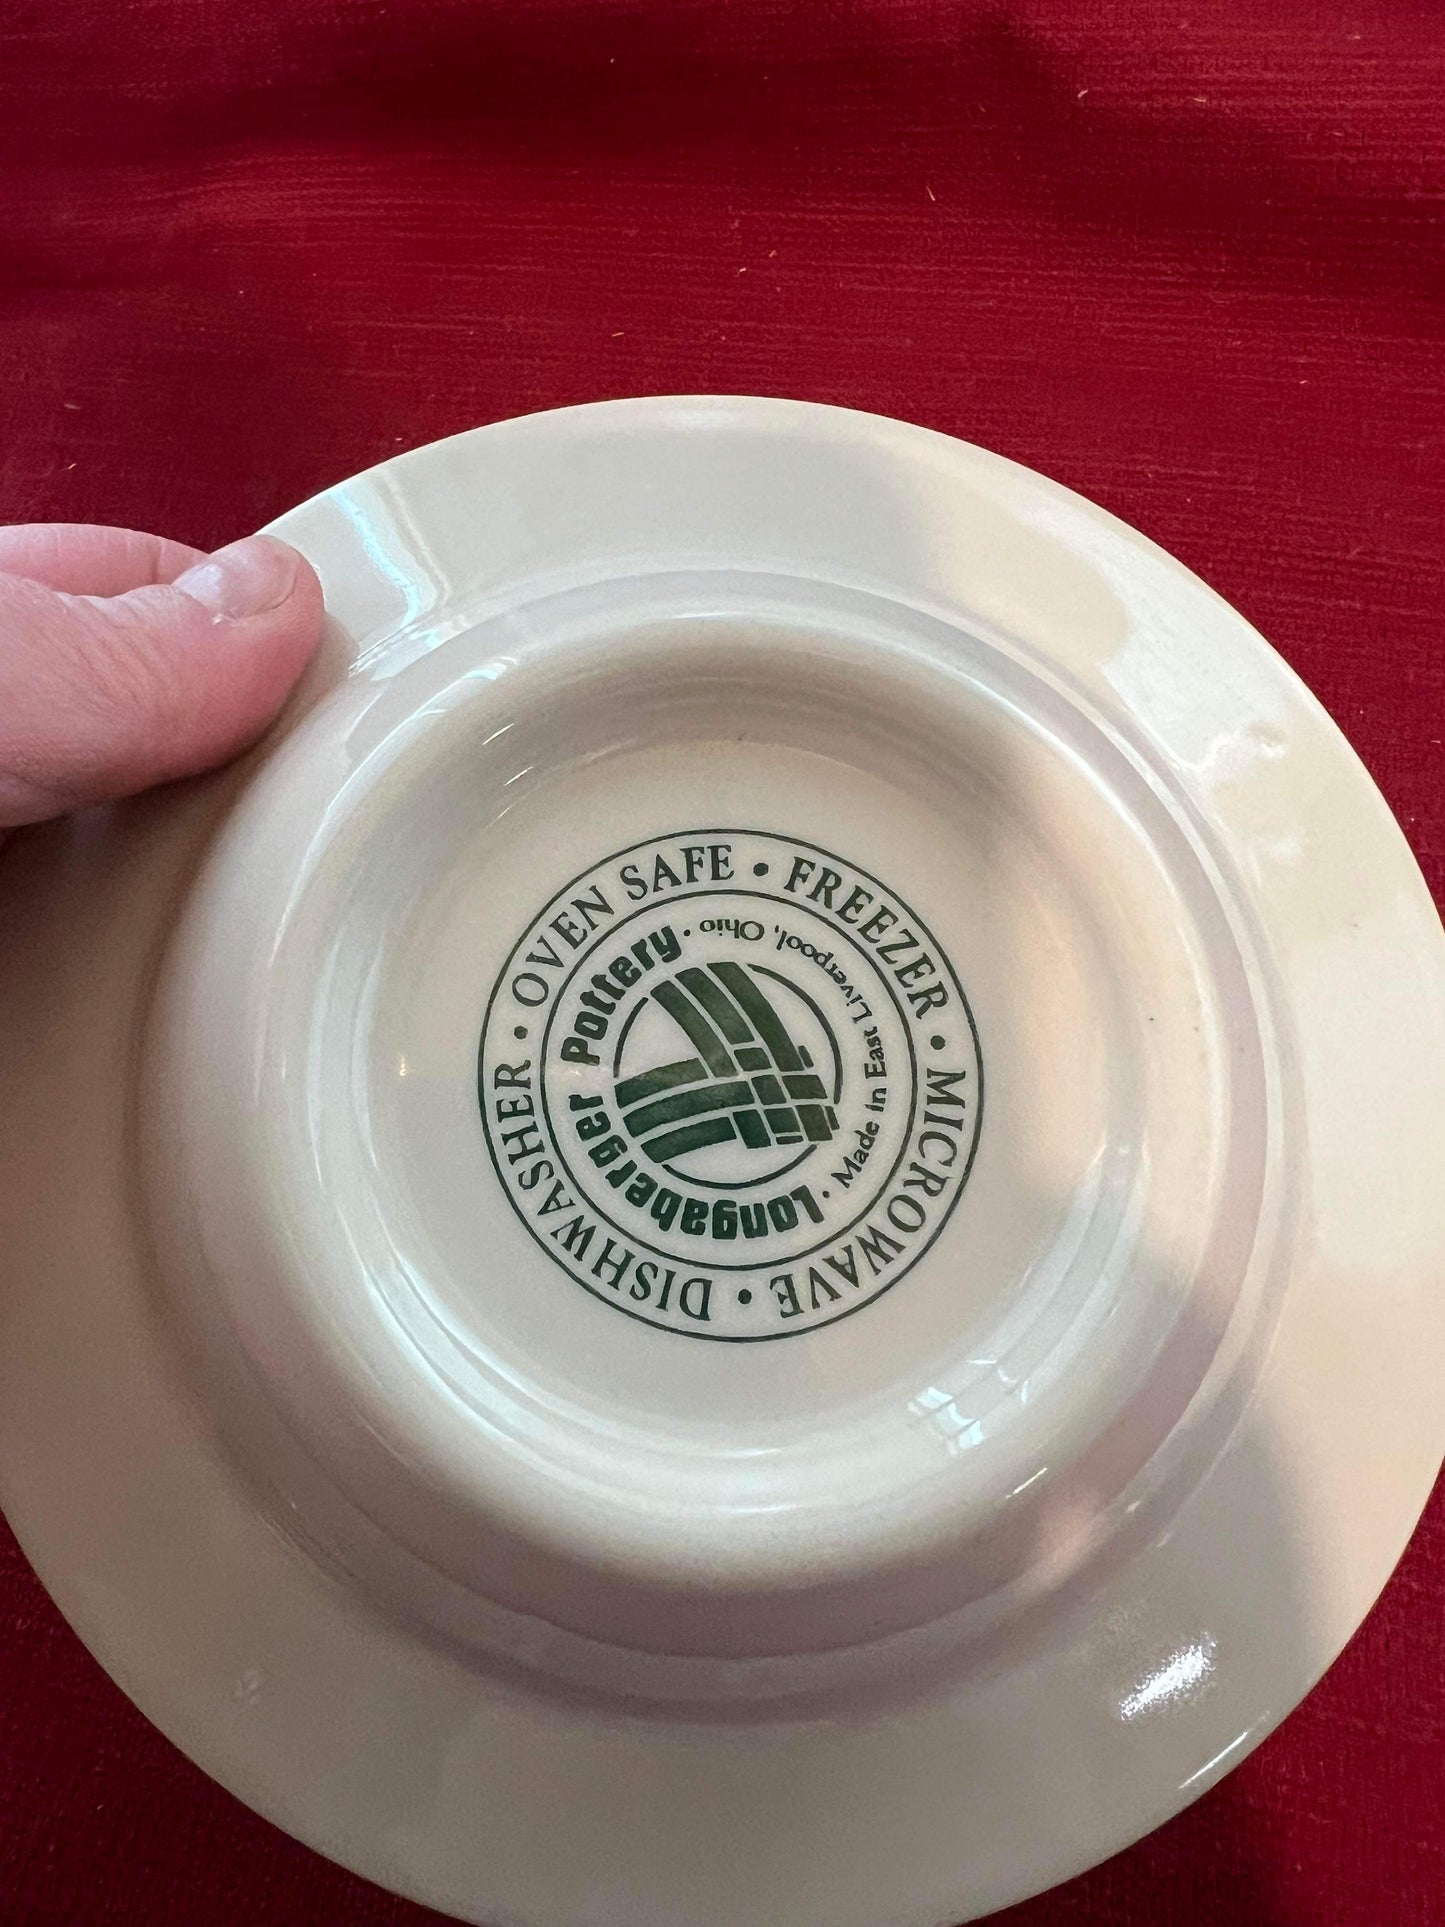 OVEN SAFE • FREEZER • MICROWAVE • DISHWASHER •
Longaberger Pottery •
Made in East Liverpool, Ohio •